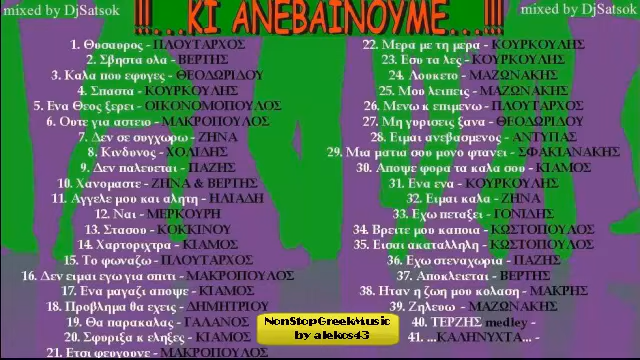 mixed by DjSatsok
!!!...ΚΙ ΑΝΕΒΑΙΝΟΥΜΕ...!!!
mixed by DjSatsok
1. Θυσαυρος - ΠΛΟΥΤΑΡΧΟΣ
2. Σβηστα ολα - ΒΕΡΤΗΣ
3. Καλα που εφυγες - ΘΕΟΔΩΡΙΔΟΥ
4. Σπαστα - ΚΟΥΡΚΟΥΛΗΣ
5. Ενα Θεος ξερει - ΟΙΚΟΝΟΜΟΠΟΥΛΟΣ
6. Ουτε για αστειο - ΜΑΚΡΟΠΟΥΛΟΣ
7. Δεν σε συγχωρω - ΖΗΝΑ
8. Κινδυνος - ΧΟΛΙΔΗΣ
9. Δεν παλευεται - ΠΑΖΗΣ
10. Χανομαστε - ΖΗΝΑ & ΒΕΡΤΗΣ
11. Αγγελε μου και αλητη - ΗΛΙΑΔΗ
12. Ναι - ΜΕΡΚΟΥΡΗ
13. Στασου - ΚΟΚΚΙΝΟΥ
14. Χαρτοριχτρα - ΚΙΑΜΟΣ
15. Το φωναζω - ΠΛΟΥΤΑΡΧΟΣ
16. Δεν ειμαι εγω για σπιτι - ΜΑΚΡΟΠΟΥΛΟΣ
17. Ενα μαγαζι αποψε - ΚΙΑΜΟΣ
18. Προβλημα θα εχεις - ΔΗΜΗΤΡΙΟΥ
19. Θα παρακαλας - ΓΑΛΑΝΟΣ
20. Σφυριξα κ εληξες - ΚΙΑΜΟΣ
21. Ετσι φευγουνε - ΜΑΚΡΟΠΟΥΛΟΣ
22. Μερα με τη μερα - ΚΟΥΡΚΟΥΛΗΣ
23. Εσυ τα λες - ΚΟΥΡΚΟΥΛΗΣ
24. Λουκετο - ΜΑΖΩΝΑΚΗΣ
25. Μου λειπεις - ΜΑΖΩΝΑΚΗΣ
26. Μενω κ επιμενω - ΠΛΟΥΤΑΡΧΟΣ
27. Μη γυρισεις ξανα - ΘΕΟΔΩΡΙΔΟΥ
28. Ειμαι ανεβασμενος - ΑΝΤΥΠΑΣ
29. Μια ματια σου μονο φτανει - ΣΦΑΚΙΑΝΑΚΗΣ
30. Αποψε φορα τα καλα σου - ΚΙΑΜΟΣ
31. Ενα ενα - ΚΟΥΡΚΟΥΛΗΣ
32. Ειμαι καλα - ΖΗΝΑ
33. Εχω πεταξει - ΓΟΝΙΔΗΣ
34. Βρειτε μου καποια - ΚΩΣΤΟΠΟΥΛΟΣ
35. Εισαι ακαταλληλη - ΚΩΣΤΟΠΟΥΛΟΣ
36. Εχω στεναχωρια - ΠΑΖΗΣ
37. Αποκλειεται - ΒΕΡΤΗΣ
38. Ηταν η ζωη μου κολαση - ΜΑΚΡΗΣ
39. Ζηλευω - ΜΑΖΩΝΑΚΗΣ
40. ΤΕΡΖΗΣ medley -
41. ...ΚΑΛΗΝΥΧΤΑ... -
NonStopGreekMusic
by alekos43